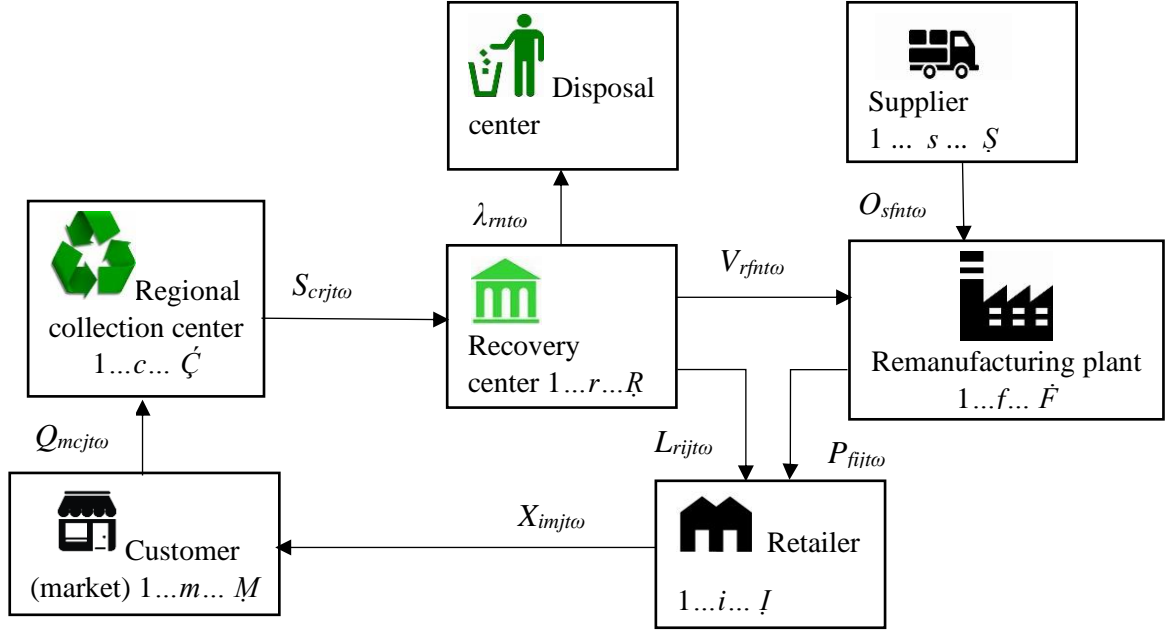 Disposal
center
Supplier
1 ... s ... Ṣ
λrntω
Osfntω
Regional
collection center
1...c... Ḉ
Scrjtω
Vrfntω
Recovery
center 1...r...Ṛ
Remanufacturing plant
1...f... Ḟ
Qmcjtω
Lrijtω
Pfijtω
Customer
(market) 1...m... Ṃ
Ximjtω
Retailer
1...i... Ị